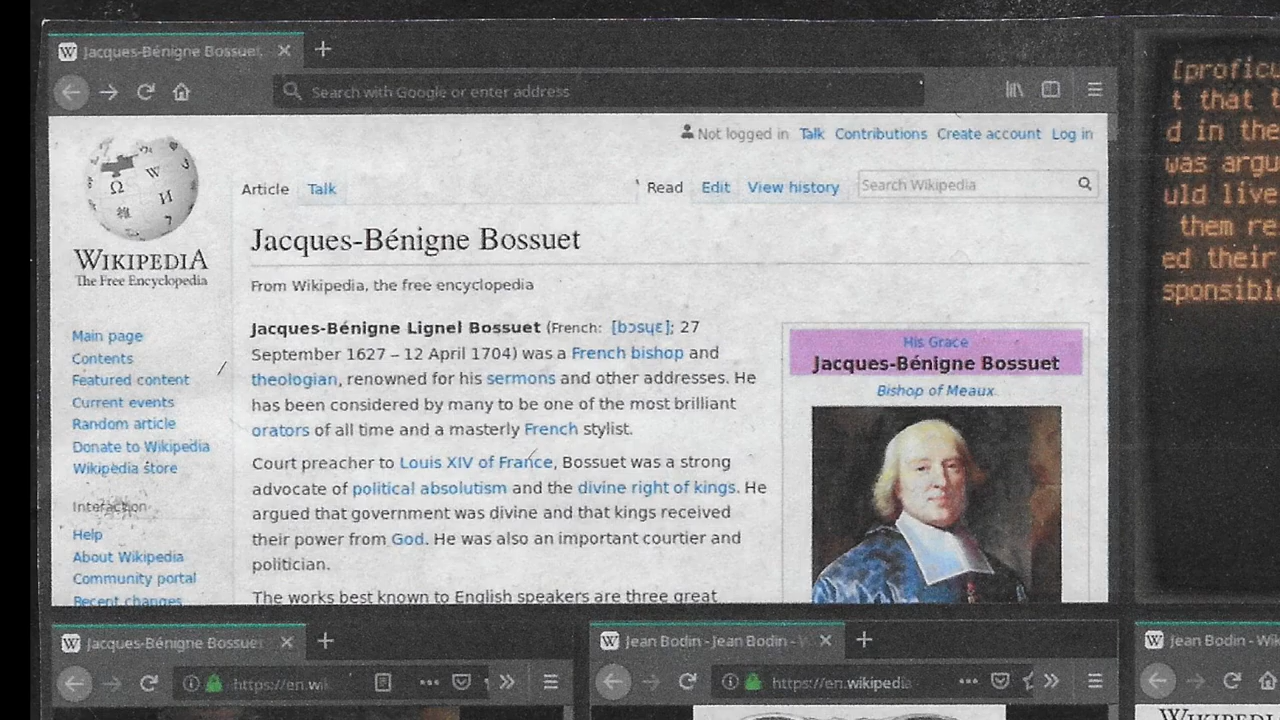 Jacques-Bénigne Bossuet,
Search with Google or enter address
Not logged in Talk Contributions Create account Log in
Article Talk
Read Edit View history
Search Wikipedia
WIKIPEDIA
The Free Encyclopedia
Jacques-Bénigne Bossuet
From Wikipedia, the free encyclopedia
Main page
Contents
Featured content
Current events
Random article
Donate to Wikipedia
Wikipedia store
Interaction
Help
About Wikipedia
Community portal
Recent changes
Jacques-Bénigne Lignel Bossuet (French: [bɔsɥɛ]; 27
September 1627 – 12 April 1704) was a French bishop and
theologian, renowned for his sermons and other addresses. He
has been considered by many to be one of the most brilliant
orators of all time and a masterly French stylist.
Court preacher to Louis XIV of France, Bossuet was a strong
advocate of political absolutism and the divine right of kings. He
argued that government was divine and that kings received
their power from God. He was also an important courtier and
politician.
The works best known to English speakers are three great
His Grace
Jacques-Bénigne Bossuet
Bishop of Meaux
t that
d in the
was argu
uld live
them re
ed their
sponsibl
Jacques-Bénigne Bossuet
https://en.wi
Jean Bodin - Jean Bodin -
https://en.wikipedia
Jean Bodin - Wik
WIKIPEDIA